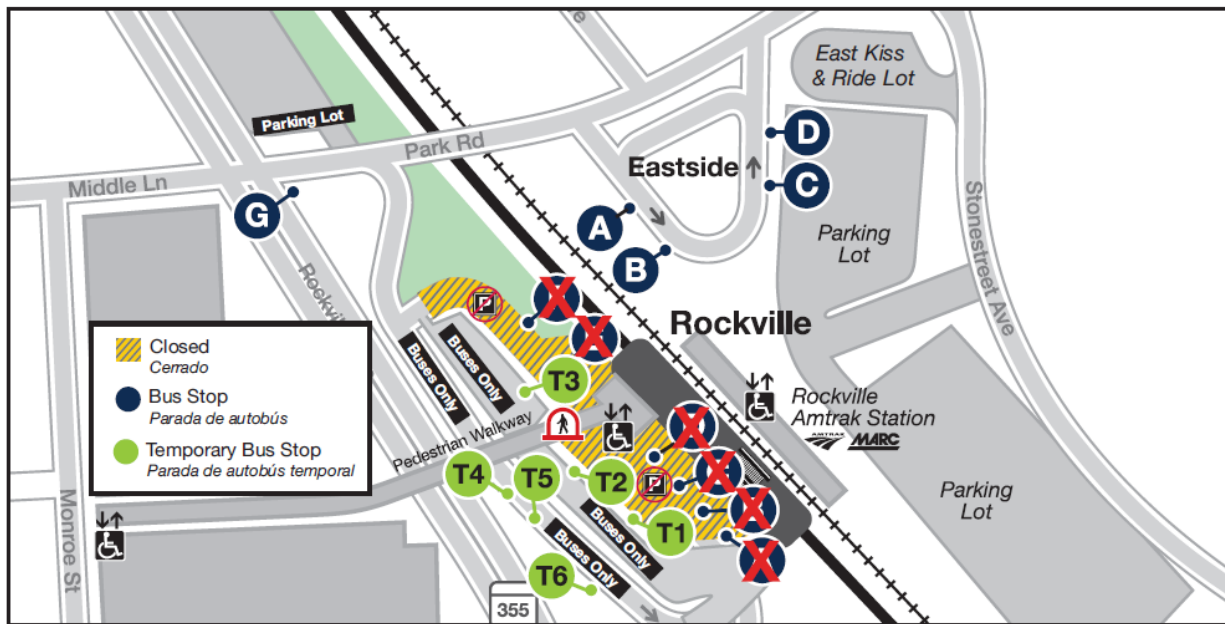 East Kiss
& Ride Lot
Parking Lot
Park Rd
Middle Ln
D
Eastside
C
G
A
B
Parking
Lot
Stonestreet Ave
Rockville
Closed
Cerrado
Bus Stop
Parada de autobús
Temporary Bus Stop
Parada de autobús temporal
P
Buses Only
Buses Only
T3
Pedestrian Walkway
Rockville
Amtrak Station
AMTRAK
MARC
T4
T5
T2
P
T1
Buses Only
Buses Only
T6
355
Monroe St
Parking
Lot